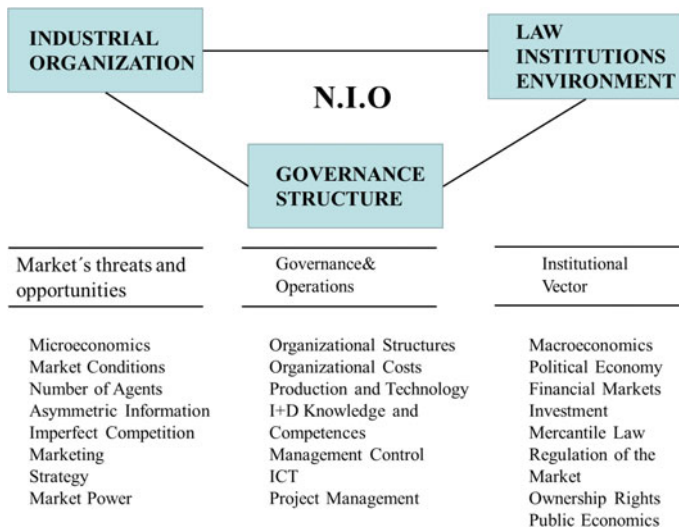 INDUSTRIAL
ORGANIZATION
LAW
INSTITUTIONS
ENVIRONMENT
N.I.O
GOVERNANCE
STRUCTURE
Market´s threats and
opportunities
Microeconomics
Market Conditions
Number of Agents
Asymmetric Information
Imperfect Competition
Marketing
Strategy
Market Power
Governance&
Operations
Organizational Structures
Organizational Costs
Production and Technology
I+D Knowledge and
Competences
Management Control
ICT
Project Management
Institutional
Vector
Macroeconomics
Political Economy
Financial Markets
Investment
Mercantile Law
Regulation of the
Market
Ownership Rights
Public Economics